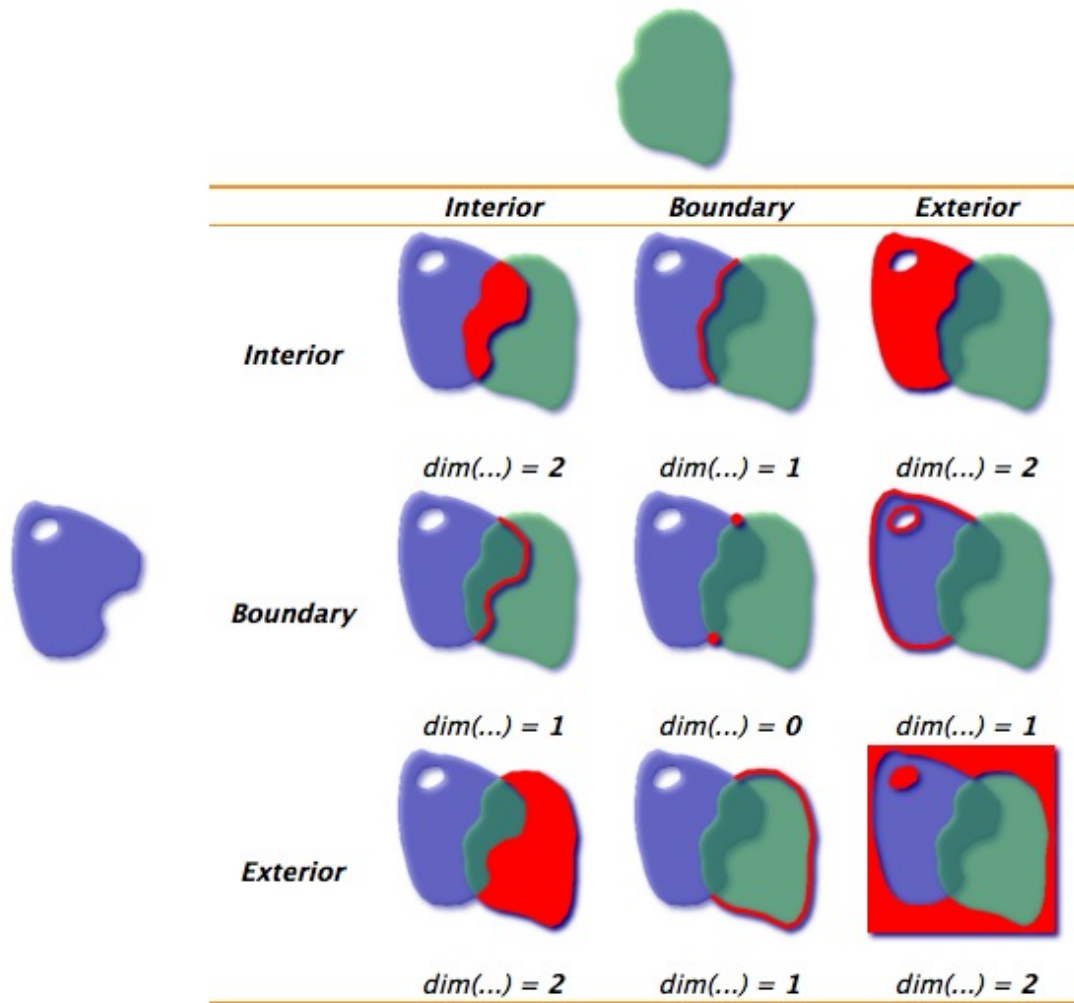 Interior Boundary Exterior
Interior
dim(...) = 2 dim(...) = 1 dim(...) = 2
Boundary
dim(...) = 1 dim(...) = 0 dim(...) = 1
Exterior
dim(...) = 2 dim(...) = 1 dim(...) = 2